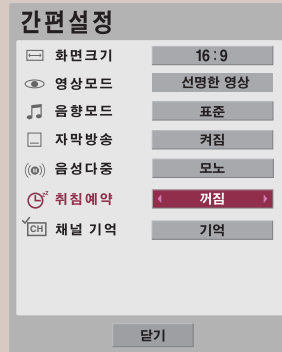 간편설정
화면크기 16:9
영상모드 선명한 영상
음향모드 표준
자막방송 켜짐
음성다중 모노
취침예약 꺼짐
CH 채널 기억 기억
닫기